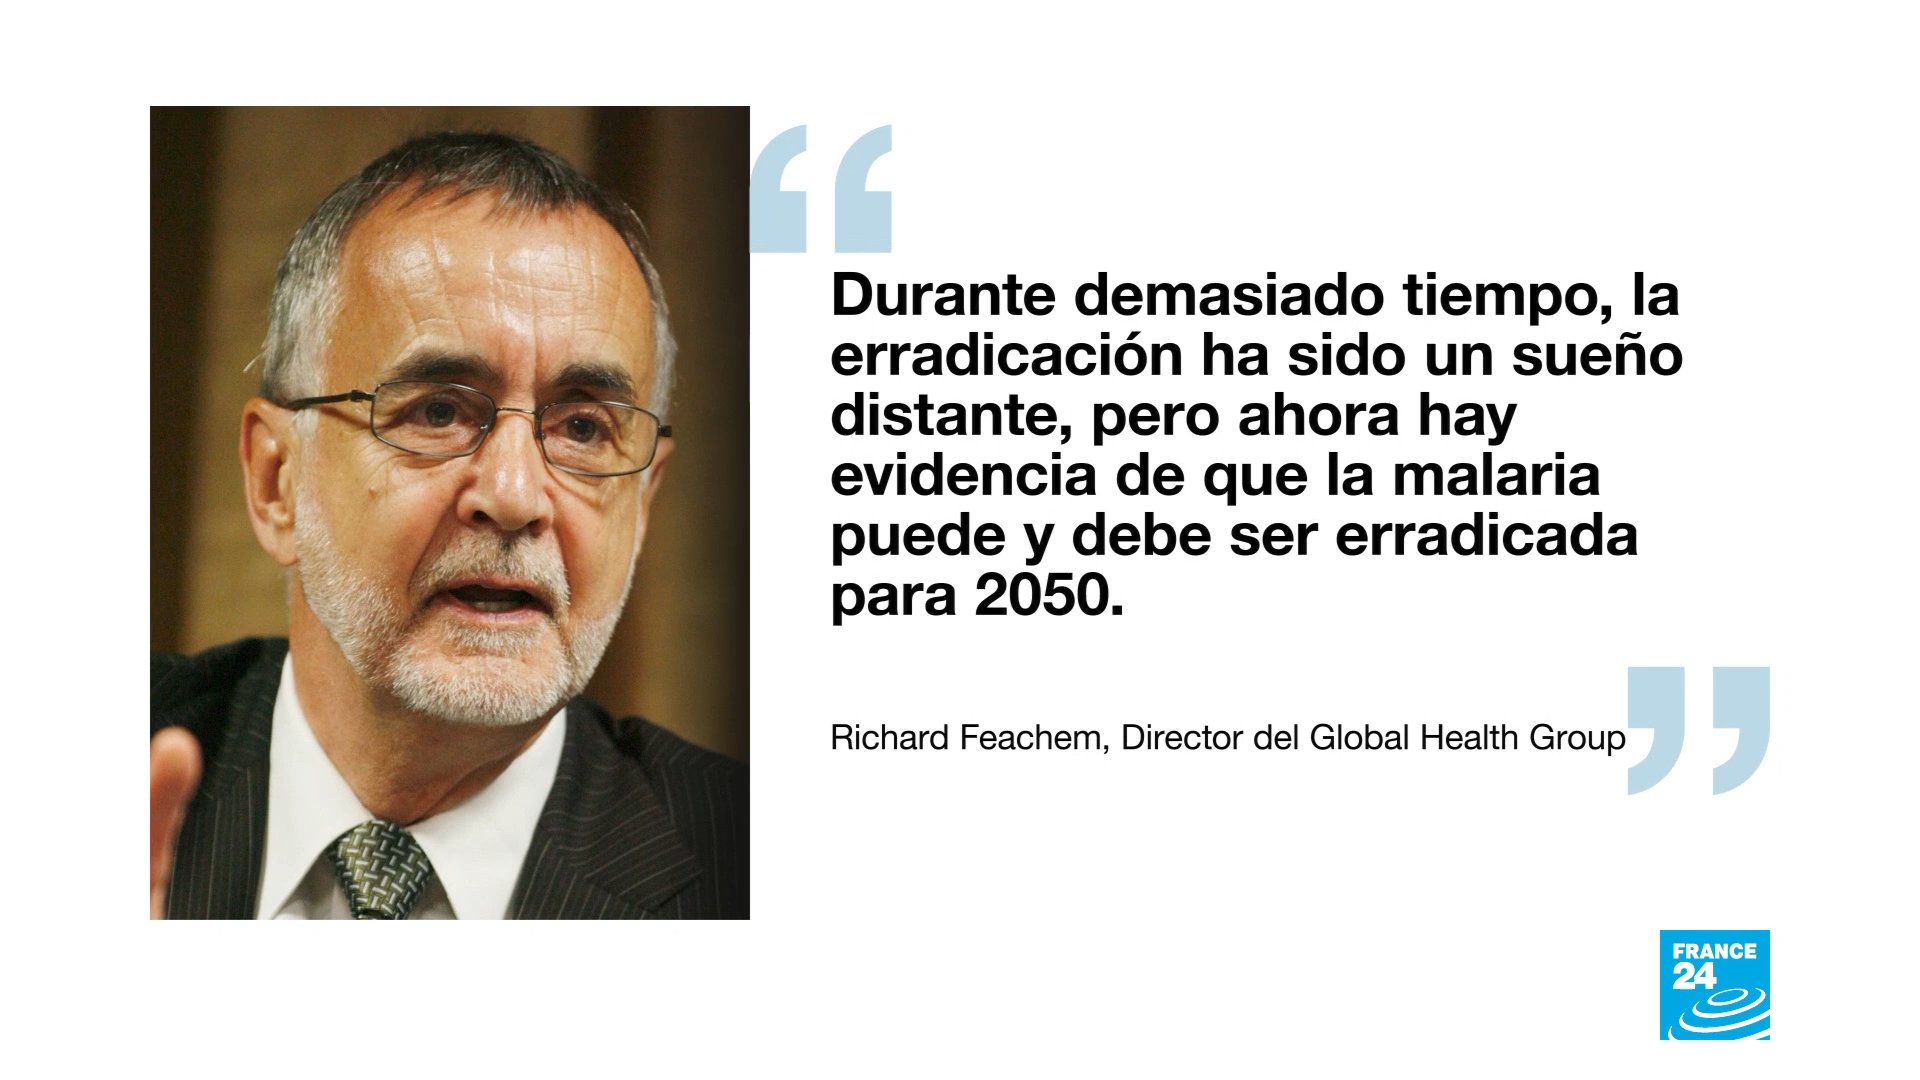 Durante demasiado tiempo, la
erradicación ha sido un sueño
distante, pero ahora hay
evidencia de que la malaria
puede y debe ser erradicada
para 2050.
Richard Feachem, Director del Global Health Group
FRANCE
24